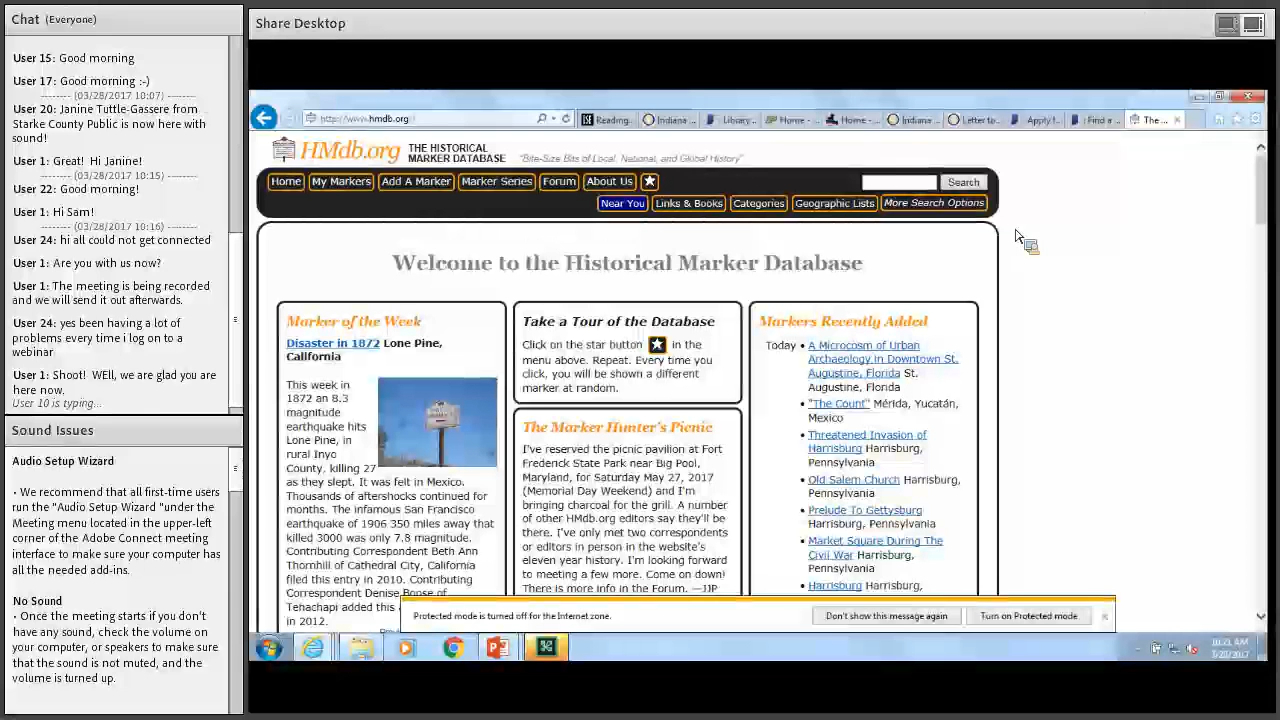 Chat (Everyone)
User 15: Good morning
User 17: Good morning :-)
-------- (03/28/2017 10:07) --------
User 20: Janine Tuttle-Gassere from
Starke County Public is now here with
sound!
User 1: Great! Hi Janine!
-------- (03/28/2017 10:15) --------
User 22: Good morning!
User 1: Hi Sam!
-------- (03/28/2017 10:16) --------
User 24: hi all could not get connected
User 1: Are you with us now?
User 1: The meeting is being recorded
and we will send it out afterwards.
User 24: yes been having a lot of
problems every time i log on to a
webinar
User 1: Shoot! WEll, we are glad you are
here now.
User 10 is typing...
Sound Issues
Audio Setup Wizard
• We recommend that all first-time users
run the "Audio Setup Wizard "under the
Meeting menu located in the upper-left
corner of the Adobe Connect meeting
interface to make sure your computer has
all the needed add-ins.
No Sound
• Once the meeting starts if you don't
have any sound, check the volume on
your computer, or speakers to make sure
that the sound is not muted, and the
volume is turned up.
Share Desktop
http://www.hmdb.org
Reading...
Indiana ...
Library...
Home - ...
Home -...
Indiana ...
Letter to...
Apply f...
Find a ...
The ...
HMdb.org THE HISTORICAL
MARKER DATABASE
"Bite-Size Bits of Local, National, and Global History"
Home My Markers Add A Marker Marker Series Forum About Us Search
Near You Links & Books Categories Geographic Lists More Search Options
Welcome to the Historical Marker Database
Marker of the Week
Disaster in 1872 Lone Pine,
California
This week in
1872 an 8.3
magnitude
earthquake hits
Lone Pine, in
rural Inyo
County, killing 27
as they slept. It was felt in Mexico.
Thousands of aftershocks continued for
months. The infamous San Francisco
earthquake of 1906 350 miles away that
killed 3000 was only 7.8 magnitude.
Contributing Correspondent Beth Ann
Thornhill of Cathedral City, California
filed this entry in 2010. Contributing
Correspondent Denise Boose of
Tehachapi added this
in 2012.
Take a Tour of the Database
Click on the star button in the
menu above. Repeat. Every time you
click, you will be shown a different
marker at random.
The Marker Hunter's Picnic
I've reserved the picnic pavilion at Fort
Frederick State Park near Big Pool,
Maryland, for Saturday May 27, 2017
(Memorial Day Weekend) and I'm
bringing charcoal for the grill. A number
of other HMdb.org editors say they'll be
there. I've only met two correspondents
or editors in person in the website's
eleven year history. I'm looking forward
to meeting a few more. Come on down!
There is more info in the Forum. —JJP
Markers Recently Added
Today • A Microcosm of Urban
Archaeology in Downtown St.
Augustine, Florida St.
Augustine, Florida
• "The Count" Mérida, Yucatán,
Mexico
• Threatened Invasion of
Harrisburg Harrisburg,
Pennsylvania
• Old Salem Church Harrisburg,
Pennsylvania
• Prelude To Gettysburg
Harrisburg, Pennsylvania
• Market Square During The
Civil War Harrisburg,
Pennsylvania
• Harrisburg Harrisburg,
Protected mode is turned off for the Internet zone.
Don't show this message again
Turn on Protected mode